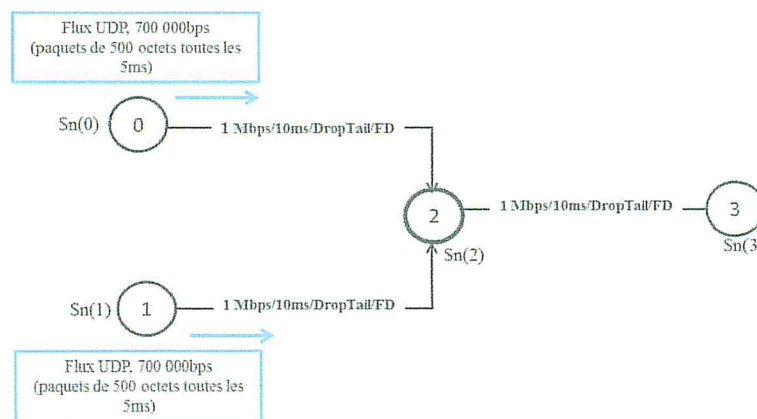 Flux UDP, 700 000bps
(paquets de 500 octets toutes les
5ms)
Sn(0)
0
1 Mbps/10ms/DropTail/FD
2
1 Mbps/10ms/DropTail/FD
3
Sn(2)
Sn(3
Sn(1)
1
1 Mbps/10ms/DropTail/FD
Flux UDP, 700 000bps
(paquets de 500 octets toutes les
5ms)